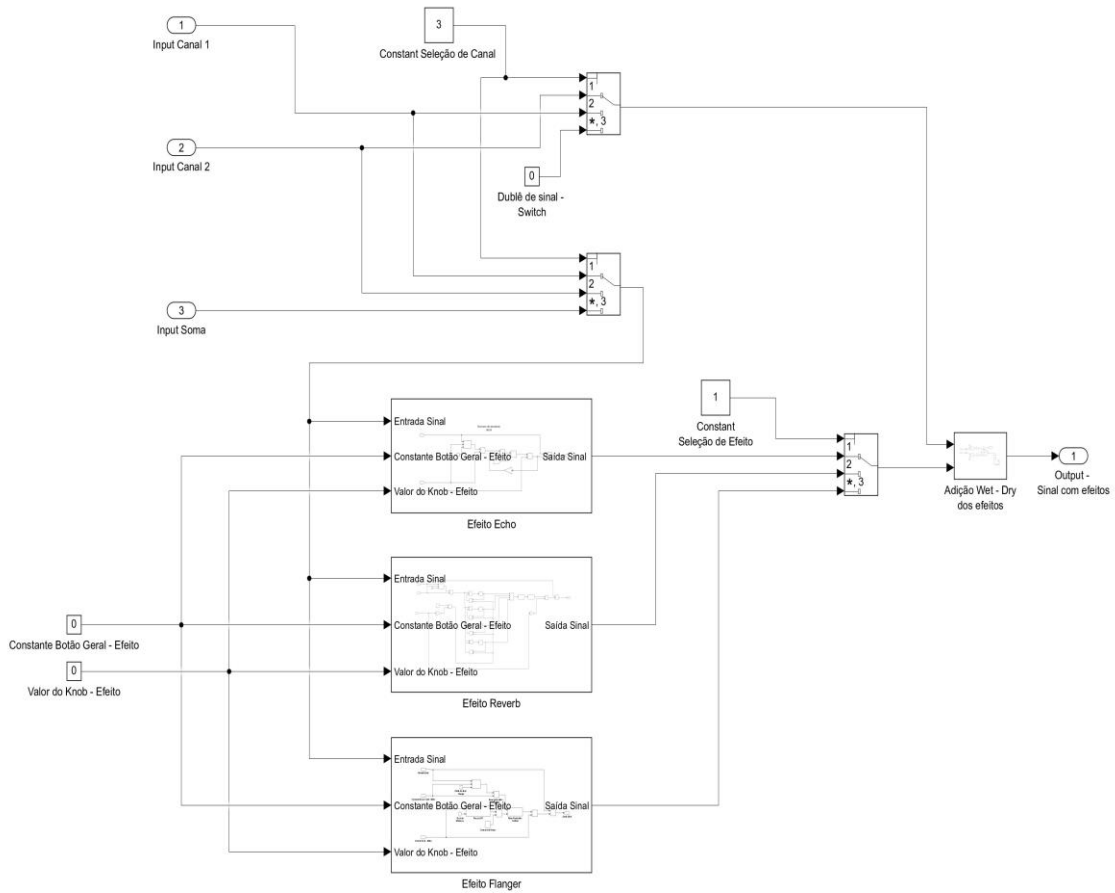 1
Input Canal 1
3
Constant Seleção de Canal
1
2
*, 3
2
Input Canal 2
0
Dublê de sinal -
Switch
1
2
*, 3
3
Input Soma
1
Constant
Seleção de Efeito
1
2
*, 3
Adição Wet - Dry
dos efeitos
1
Output -
Sinal com efeitos
Entrada Sinal
Constante Botão Geral - Efeito
Saída Sinal
Valor do Knob - Efeito
Efeito Echo
Entrada Sinal
Constante Botão Geral - Efeito
Saída Sinal
Valor do Knob - Efeito
Efeito Reverb
0
Constante Botão Geral - Efeito
0
Valor do Knob - Efeito
Entrada Sinal
Constante Botão Geral - Efeito
Saída Sinal
Valor do Knob - Efeito
Efeito Flanger